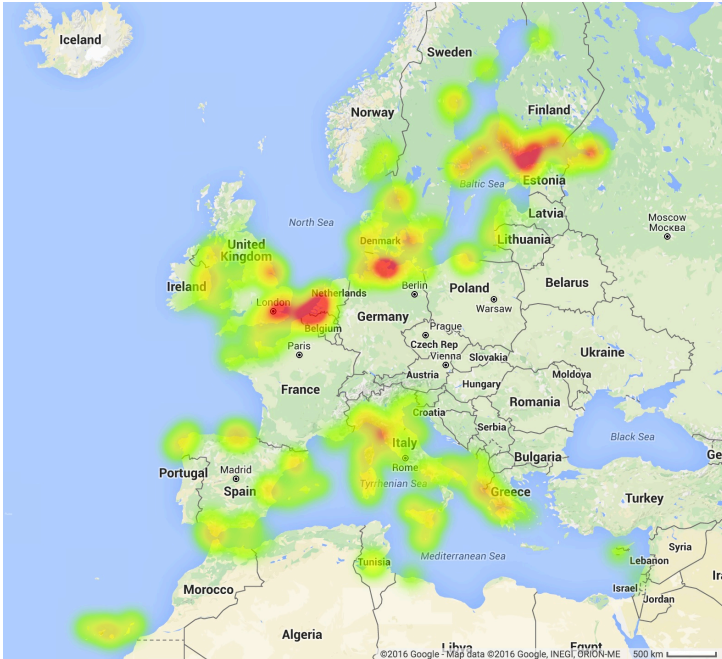 Iceland
Sweden
Finland
Norway
Estonia
Baltic Sea
Latvia
Moscow
Москва
North Sea
Denmark
Lithuania
United
Kingdom
Ireland
Belarus
Netherlands
Berlin
Poland
London
Warsaw
Germany
Belgium
Prague
Paris
Czech Rep
Ukraine
Vienna
Slovakia
Austria
Moldova
France
Hungary
Romania
Croatia
Serbia
Italy
Black Sea
Bulgaria
Rome
Portugal
Madrid
Ge
Spain
Tyrrhenian Sea
Greece
Turkey
Syria
Mediterranean Sea
Lebanon
Tunisia
Ira
Israel
Morocco
Jordan
Algeria
Libya
Egypt
©2016 Google - Map data ©2016 Google, INEGI, ORION-ME 500 km